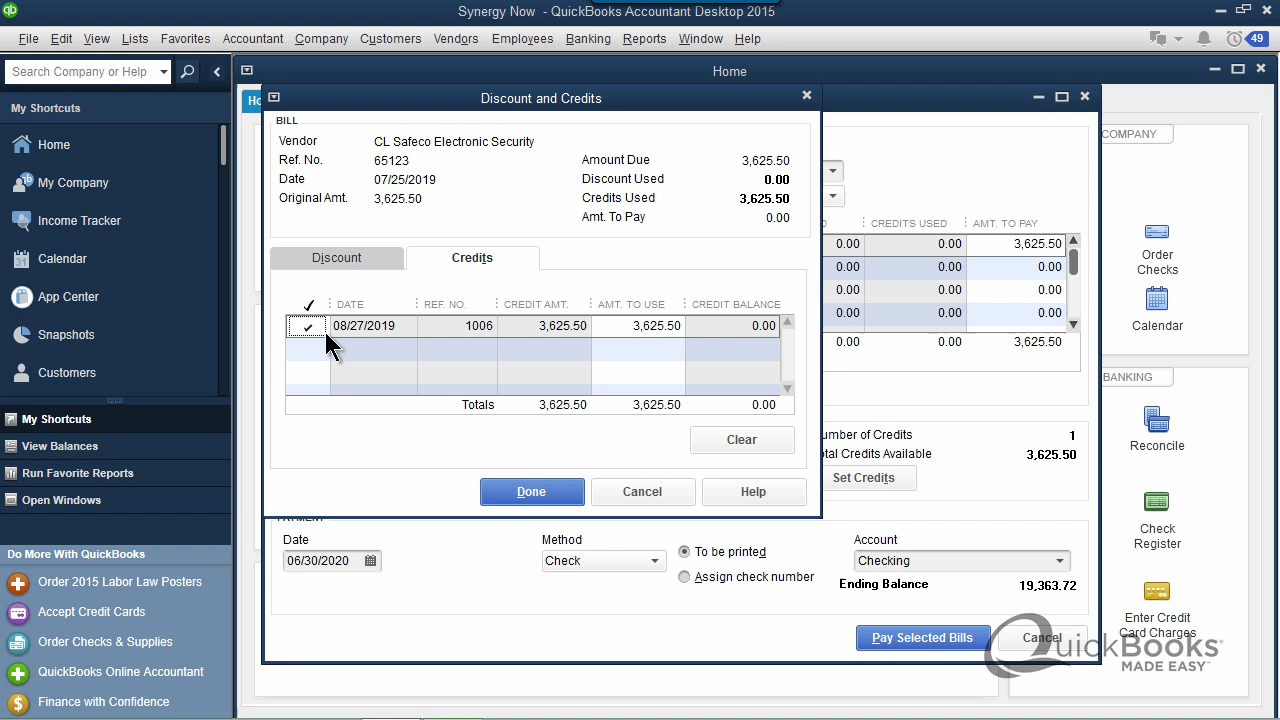 Synergy Now - QuickBooks Accountant Desktop 2015
File Edit View Lists Favorites Accountant Company Customers Vendors Employees Banking Reports Window Help
49
Search Company or Help
My Shortcuts
Home
My Company
Income Tracker
Calendar
App Center
Snapshots
Customers
My Shortcuts
View Balances
Run Favorite Reports
Open Windows
Do More With QuickBooks
Order 2015 Labor Law Posters
Accept Credit Cards
Order Checks & Supplies
QuickBooks Online Accountant
Finance with Confidence
Home
Discount and Credits
BILL
Vendor CL Safeco Electronic Security
Ref. No. 65123 Amount Due 3,625.50
Date 07/25/2019 Discount Used 0.00
Original Amt. 3,625.50 Credits Used 3,625.50
Amt. To Pay 0.00
Discount Credits
DATE REF. NO. CREDIT AMT. AMT. TO USE CREDIT BALANCE
08/27/2019 1006 3,625.50 3,625.50 0.00
Totals 3,625.50 3,625.50 0.00
Clear
Done Cancel Help
CREDITS USED AMT. TO PAY
0.00 0.00 3,625.50
0.00 0.00 0.00
0.00 0.00 0.00
0.00 0.00 0.00
0.00 0.00 3,625.50
umber of Credits 1
tal Credits Available 3,625.50
Set Credits
PAYMENT
Date Method Account
06/30/2020 Check To be printed Checking
Assign check number
Ending Balance 19,363.72
Pay Selected Bills Cancel
COMPANY
Order
Checks
Calendar
BANKING
Reconcile
Check
Register
Enter Credit
Card Charges
QuickBooks
MADE EASY